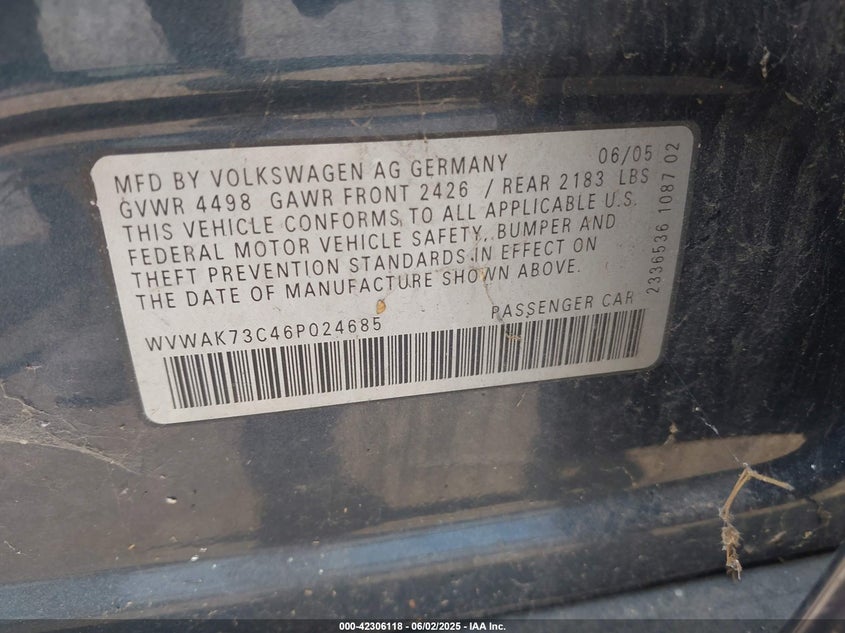 MFD BY VOLKSWAGEN AG GERMANY 06/05
GVWR 4498 GAWR FRONT 2426 / REAR 2183 LBS
THIS VEHICLE CONFORMS TO ALL APPLICABLE U.S.
FEDERAL MOTOR VEHICLE SAFETY, BUMPER AND
THEFT PREVENTION STANDARDS IN EFFECT ON
THE DATE OF MANUFACTURE SHOWN ABOVE.
WVWAK73C46P024685 PASSENGER CAR
2336536 1087 02
000-42306118 - 06/02/2025 - IAA Inc.